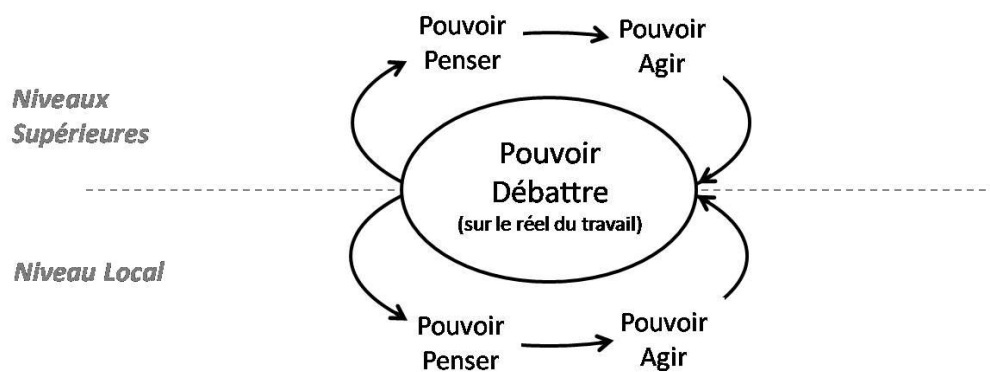 Pouvoir
Penser
Pouvoir
Agir
Niveaux
Supérieures
Pouvoir
Débattre
(sur le réel du travail)
Niveau Local
Pouvoir
Penser
Pouvoir
Agir